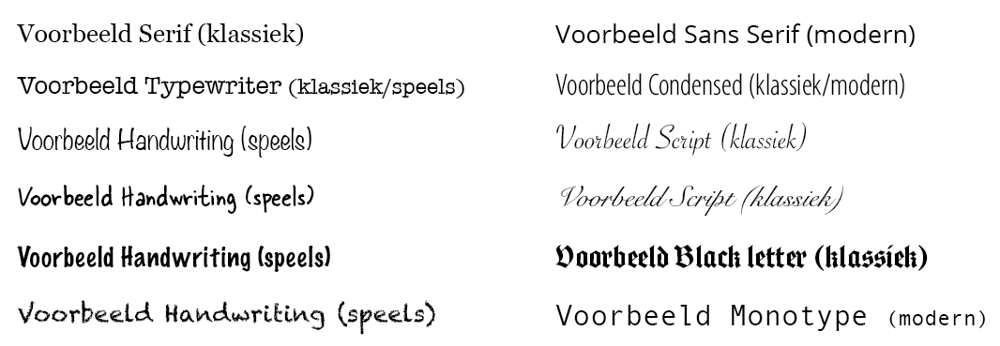 Voorbeeld Serif (klassiek)
Voorbeeld Typewriter (klassiek/speels)
Voorbeeld Handwriting (speels)
Voorbeeld Handwriting (speels)
Voorbeeld Handwriting (speels)
Voorbeeld Handwriting (speels)
Voorbeeld Sans Serif (modern)
Voorbeeld Condensed (klassiek/modern)
Voorbeeld Script (klassiek)
Voorbeeld Script (klassiek)
Voorbeeld Black letter (klassiek)
Voorbeeld Monotype (modern)